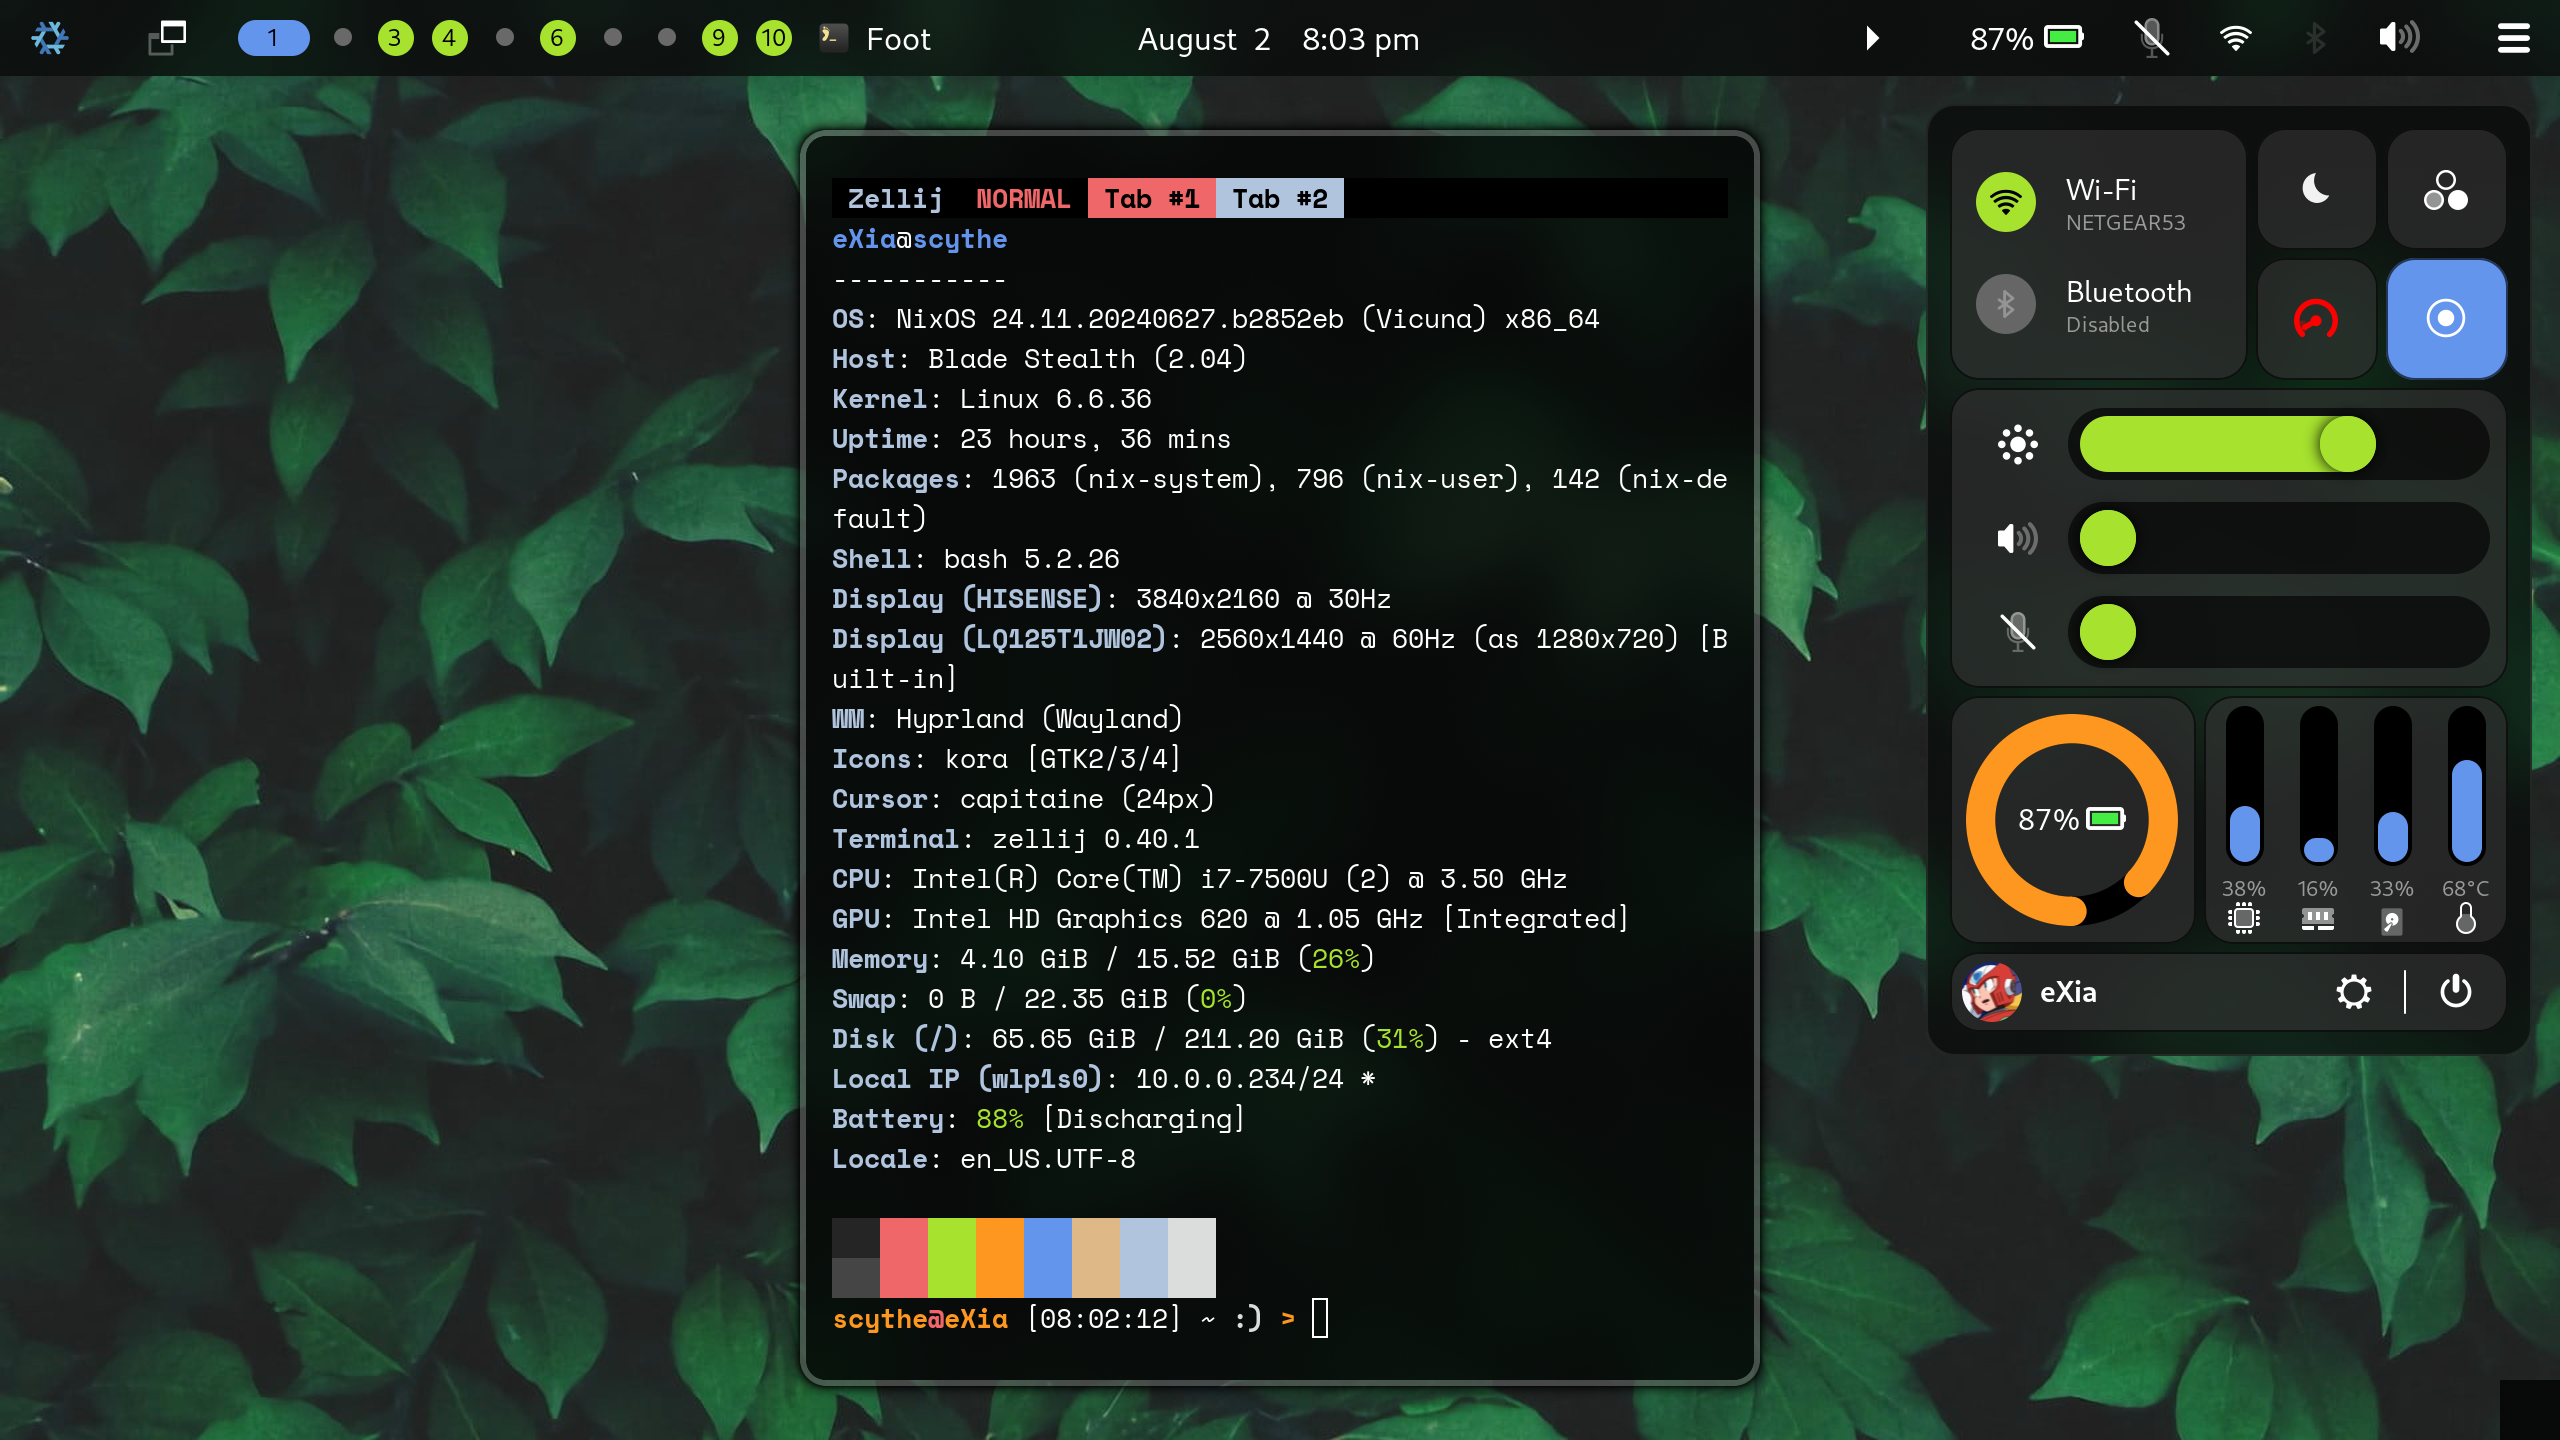 1 3 4 6 9 10 Foot August 2 8:03 pm 87%
Zellij NORMAL Tab #1 Tab #2
eXia@scythe
-----------
OS: NixOS 24.11.20240627.b2852eb (Vicuna) x86_64
Host: Blade Stealth (2.04)
Kernel: Linux 6.6.36
Uptime: 23 hours, 36 mins
Packages: 1963 (nix-system), 796 (nix-user), 142 (nix-de
fault)
Shell: bash 5.2.26
Display (HISENSE): 3840x2160 @ 30Hz
Display (LQ125T1JW02): 2560x1440 @ 60Hz (as 1280x720) [B
uilt-in]
WM: Hyprland (Wayland)
Icons: kora [GTK2/3/4]
Cursor: capitaine (24px)
Terminal: zellij 0.40.1
CPU: Intel(R) Core(TM) i7-7500U (2) @ 3.50 GHz
GPU: Intel HD Graphics 620 @ 1.05 GHz [Integrated]
Memory: 4.10 GiB / 15.52 GiB (26%)
Swap: 0 B / 22.35 GiB (0%)
Disk (/): 65.65 GiB / 211.20 GiB (31%) - ext4
Local IP (wlp1s0): 10.0.0.234/24 *
Battery: 88% [Discharging]
Locale: en_US.UTF-8
scythe@eXia [08:02:12] ~ :) >
Wi-Fi
NETGEAR53
Bluetooth
Disabled
87%
38% 16% 33% 68°C
eXia